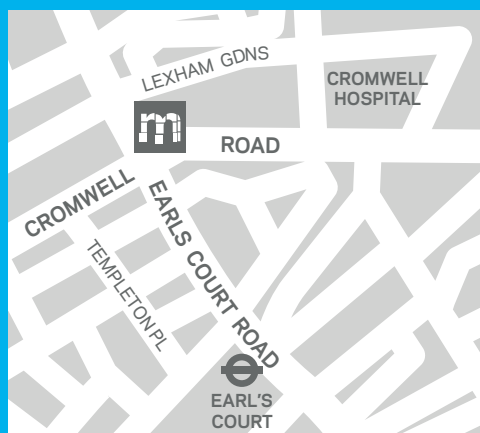 LEXHAM GDNS
CROMWELL
HOSPITAL
m
ROAD
CROMWELL
EARLS COURT ROAD
TEMPLETON PL
EARL'S
COURT